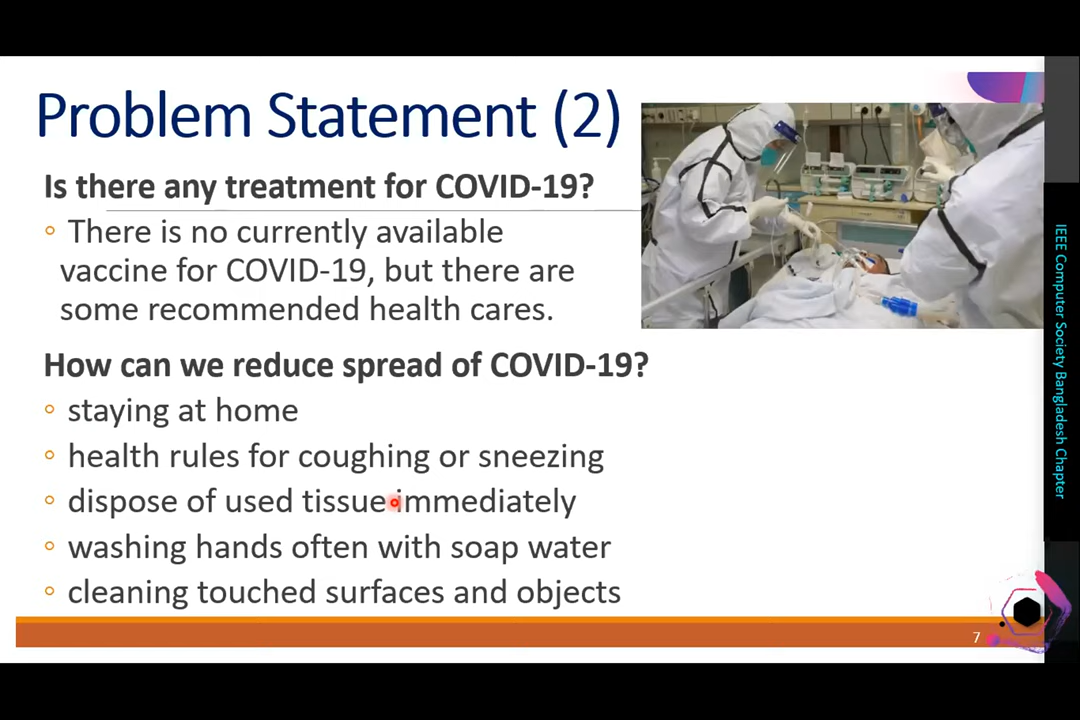 Problem Statement (2)
Is there any treatment for COVID-19?
There is no currently available
vaccine for COVID-19, but there are
some recommended health cares.
How can we reduce spread of COVID-19?
staying at home
health rules for coughing or sneezing
dispose of used tissue immediately
washing hands often with soap water
cleaning touched surfaces and objects
7
IEEE Computer Society Bangladesh Chapter